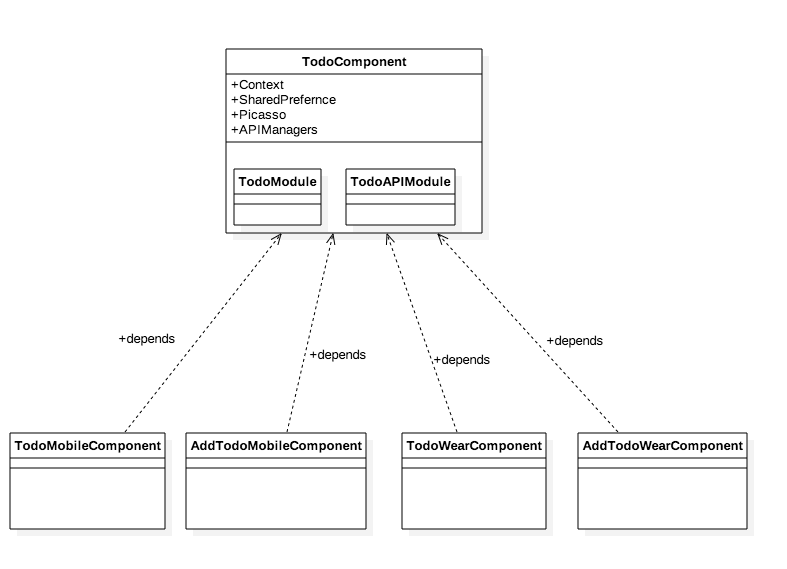 TodoComponent
+Context
+SharedPrefernce
+Picasso
+APIManagers
TodoModule
TodoAPIModule
+depends
+depends
+depends
+depends
TodoMobileComponent
AddTodoMobileComponent
TodoWearComponent
AddTodoWearComponent